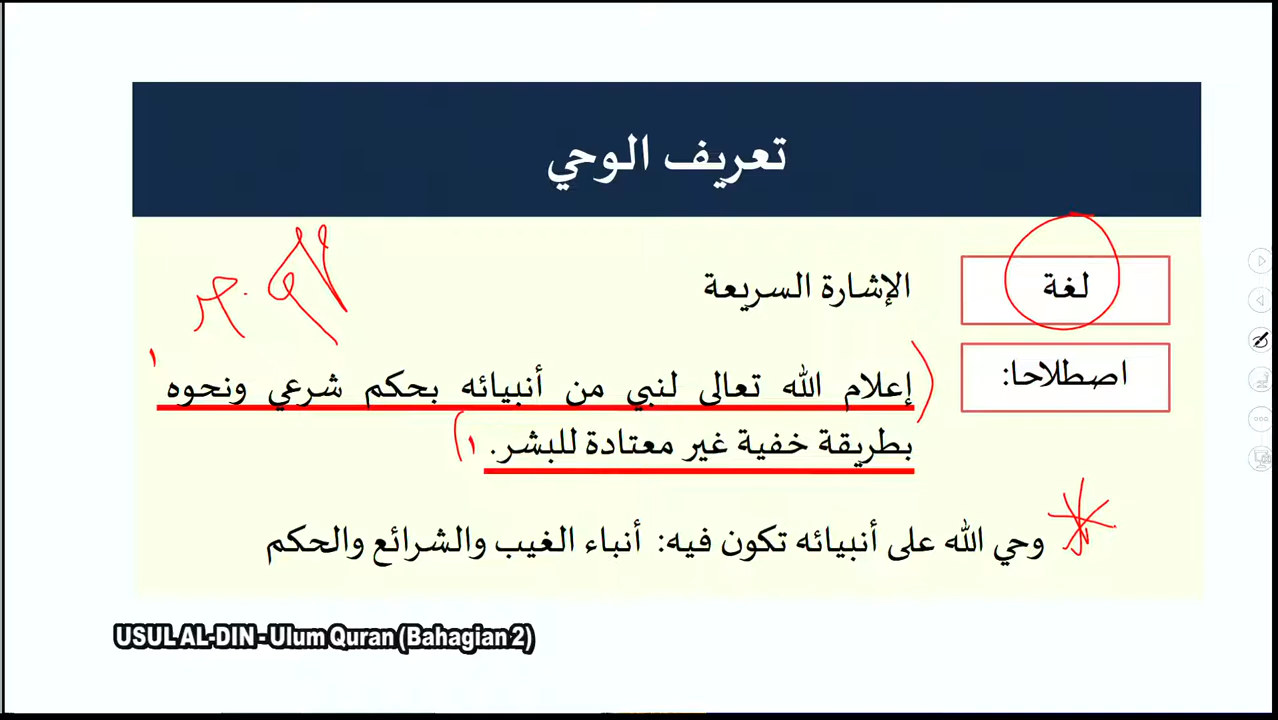 تعريف الوحي
لغة
الإشارة السريعة
اصطلاحا:
إعلام الله تعالى لنبي من أنبيائه بحكم شرعي ونحوه
بطريقة خفية غير معتادة للبشر.
وحي الله على أنبيائه تكون فيه: أنباء الغيب والشرائع والحكم
USUL AL-DIN - Ulum Quran (Bahagian 2)